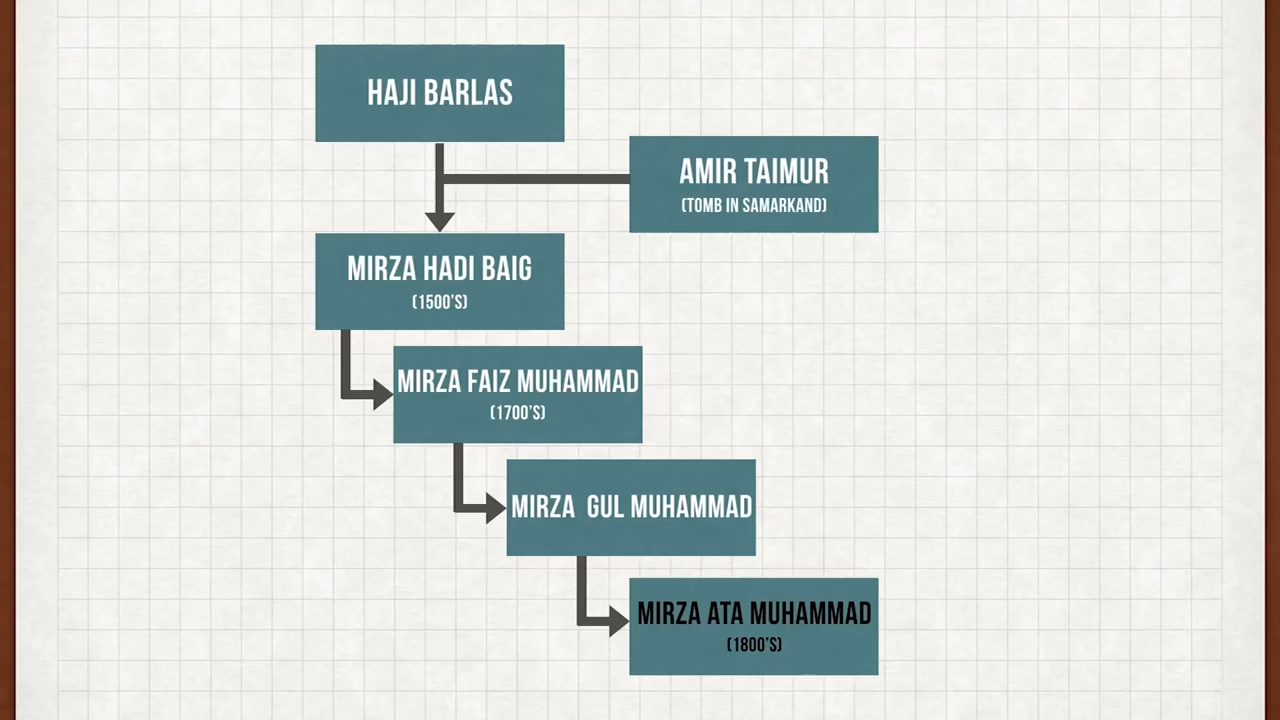 HAJI BARLAS
AMIR TAIMUR
(TOMB IN SAMARKAND)
MIRZA HADI BAIG
(1500'S)
MIRZA FAIZ MUHAMMAD
(1700'S)
MIRZA GUL MUHAMMAD
MIRZA ATA MUHAMMAD
(1800'S)